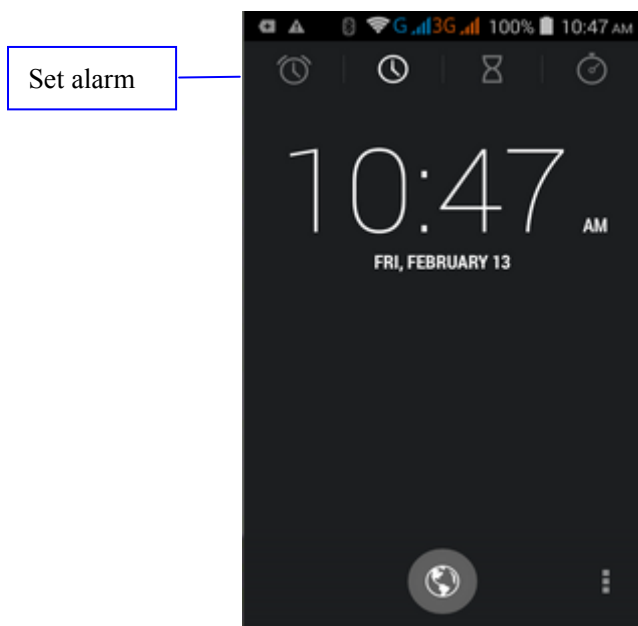 G 3G 100% 10:47 AM
Set alarm
10:47 AM
FRI, FEBRUARY 13